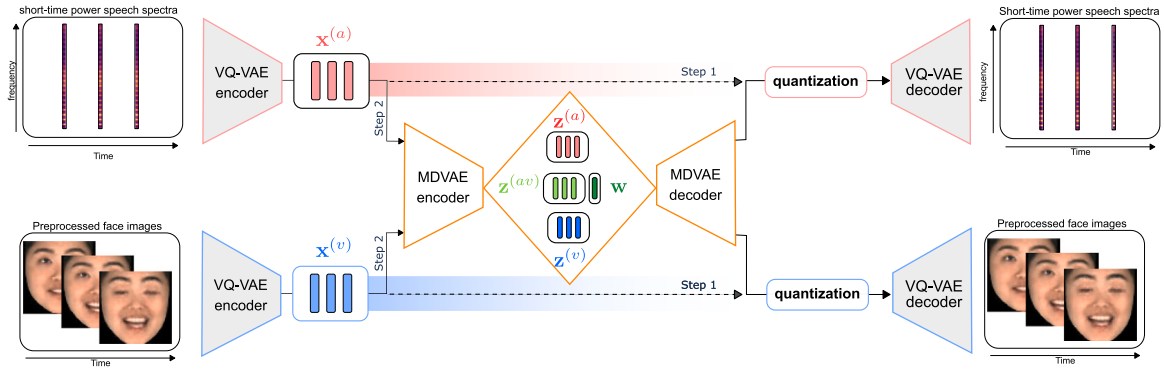 short-time power speech spectra
frequency
Time
VQ-VAE
encoder
x^(a)
Step 1
Step 2
quantization
VQ-VAE
decoder
Short-time power speech spectra
frequency
Time
MDVAE
encoder
z^(a)
z^(av)
w
z^(v)
MDVAE
decoder
Preprocessed face images
Time
VQ-VAE
encoder
x^(v)
Step 2
Step 1
quantization
VQ-VAE
decoder
Preprocessed face images
Time